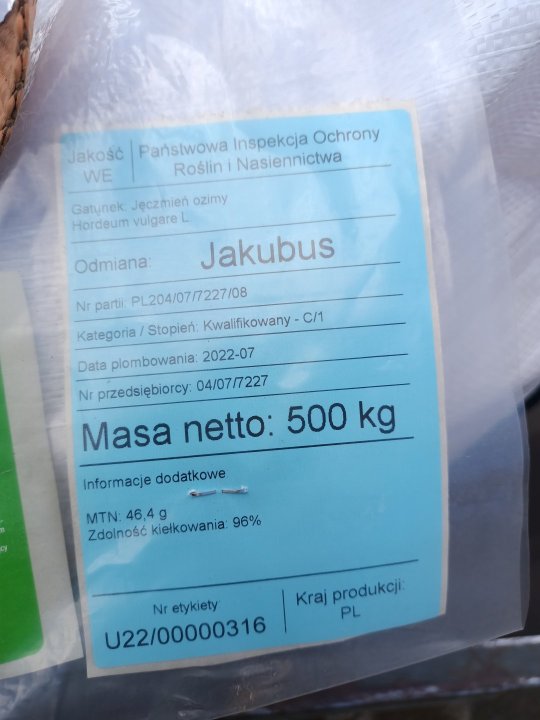 Jakość
WE
Państwowa Inspekcja Ochrony
Roślin i Nasiennictwa
Gatunek: Jęczmień ozimy
Hordeum vulgare L
Odmiana: Jakubus
Nr partii: PL204/07/7227/08
Kategoria / Stopień: Kwalifikowany - C/1
Data plombowania: 2022-07
Nr przedsiębiorcy: 04/07/7227
Masa netto: 500 kg
Informacje dodatkowe
MTN: 46,4 g
Zdolność kiełkowania: 96%
Nr etykiety:
U22/00000316
Kraj produkcji:
PL